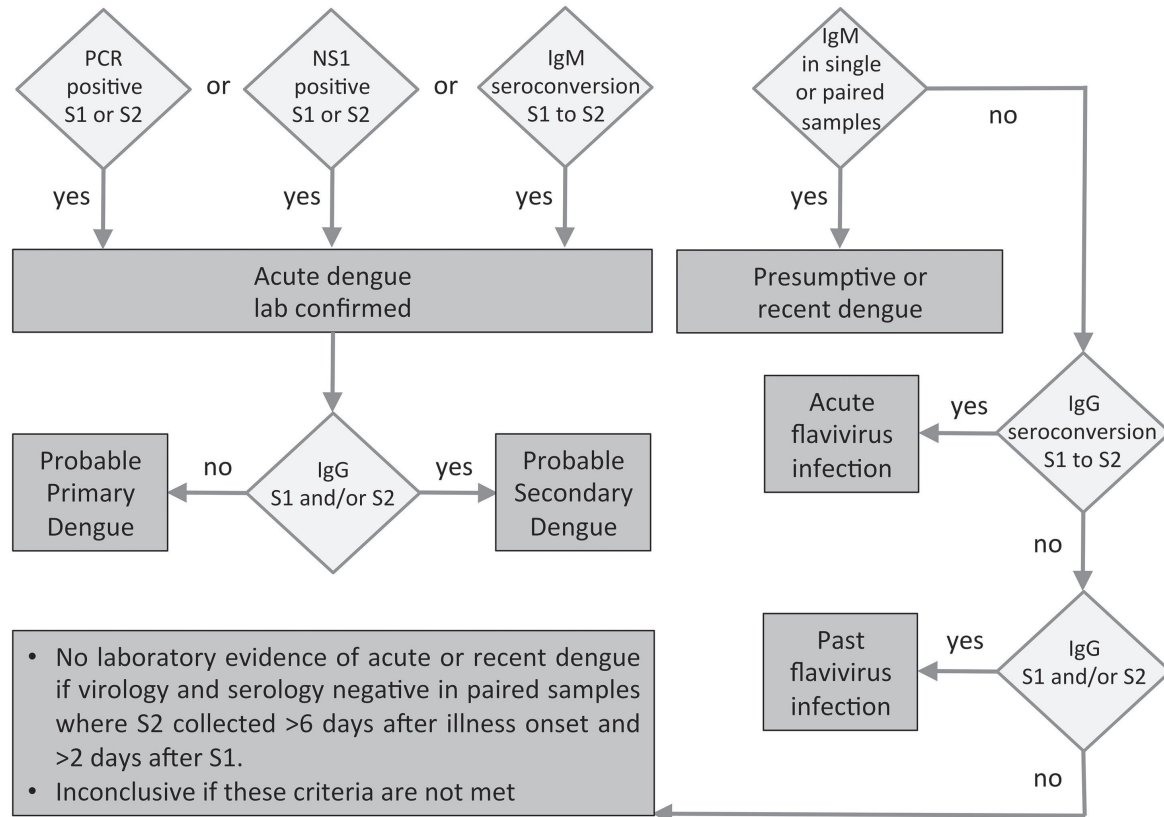 PCR
positive
S1 or S2
or
NS1
positive
S1 or S2
or
IgM
seroconversion
S1 to S2
IgM
in single
or paired
samples
no
yes
yes
yes
yes
Acute dengue
lab confirmed
Presumptive or
recent dengue
Acute
flavivirus
infection
yes
IgG
seroconversion
S1 to S2
Probable
Primary
Dengue
no
IgG
S1 and/or S2
yes
Probable
Secondary
Dengue
no
Past
flavivirus
infection
yes
IgG
S1 and/or S2
• No laboratory evidence of acute or recent dengue
if virology and serology negative in paired samples
where S2 collected >6 days after illness onset and
>2 days after S1.
• Inconclusive if these criteria are not met
no